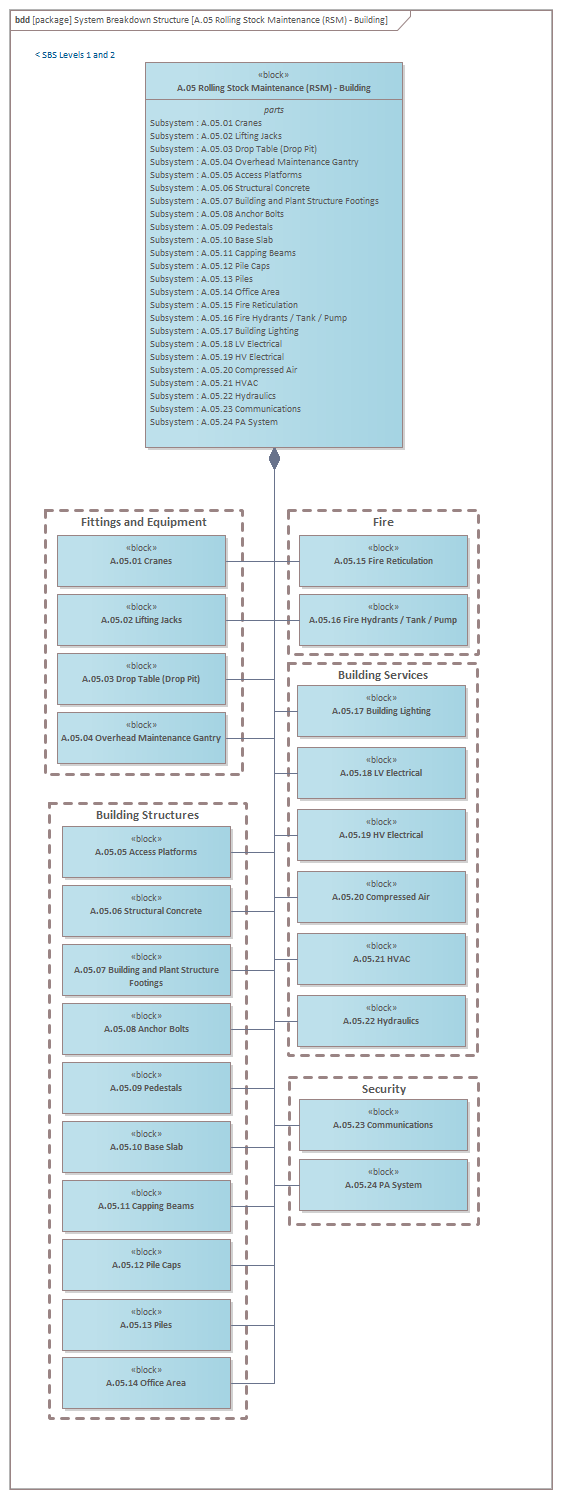 bdd [package] System Breakdown Structure [A.05 Rolling Stock Maintenance (RSM) - Building]
< SBS Levels 1 and 2
«block»
A.05 Rolling Stock Maintenance (RSM) - Building
parts
Subsystem : A.05.01 Cranes
Subsystem : A.05.02 Lifting Jacks
Subsystem : A.05.03 Drop Table (Drop Pit)
Subsystem : A.05.04 Overhead Maintenance Gantry
Subsystem : A.05.05 Access Platforms
Subsystem : A.05.06 Structural Concrete
Subsystem : A.05.07 Building and Plant Structure Footings
Subsystem : A.05.08 Anchor Bolts
Subsystem : A.05.09 Pedestals
Subsystem : A.05.10 Base Slab
Subsystem : A.05.11 Capping Beams
Subsystem : A.05.12 Pile Caps
Subsystem : A.05.13 Piles
Subsystem : A.05.14 Office Area
Subsystem : A.05.15 Fire Reticulation
Subsystem : A.05.16 Fire Hydrants / Tank / Pump
Subsystem : A.05.17 Building Lighting
Subsystem : A.05.18 LV Electrical
Subsystem : A.05.19 HV Electrical
Subsystem : A.05.20 Compressed Air
Subsystem : A.05.21 HVAC
Subsystem : A.05.22 Hydraulics
Subsystem : A.05.23 Communications
Subsystem : A.05.24 PA System
Fittings and Equipment
«block»
A.05.01 Cranes
«block»
A.05.02 Lifting Jacks
«block»
A.05.03 Drop Table (Drop Pit)
«block»
A.05.04 Overhead Maintenance Gantry
Building Structures
«block»
A.05.05 Access Platforms
«block»
A.05.06 Structural Concrete
«block»
A.05.07 Building and Plant Structure
Footings
«block»
A.05.08 Anchor Bolts
«block»
A.05.09 Pedestals
«block»
A.05.10 Base Slab
«block»
A.05.11 Capping Beams
«block»
A.05.12 Pile Caps
«block»
A.05.13 Piles
«block»
A.05.14 Office Area
Fire
«block»
A.05.15 Fire Reticulation
«block»
A.05.16 Fire Hydrants / Tank / Pump
Building Services
«block»
A.05.17 Building Lighting
«block»
A.05.18 LV Electrical
«block»
A.05.19 HV Electrical
«block»
A.05.20 Compressed Air
«block»
A.05.21 HVAC
«block»
A.05.22 Hydraulics
Security
«block»
A.05.23 Communications
«block»
A.05.24 PA System